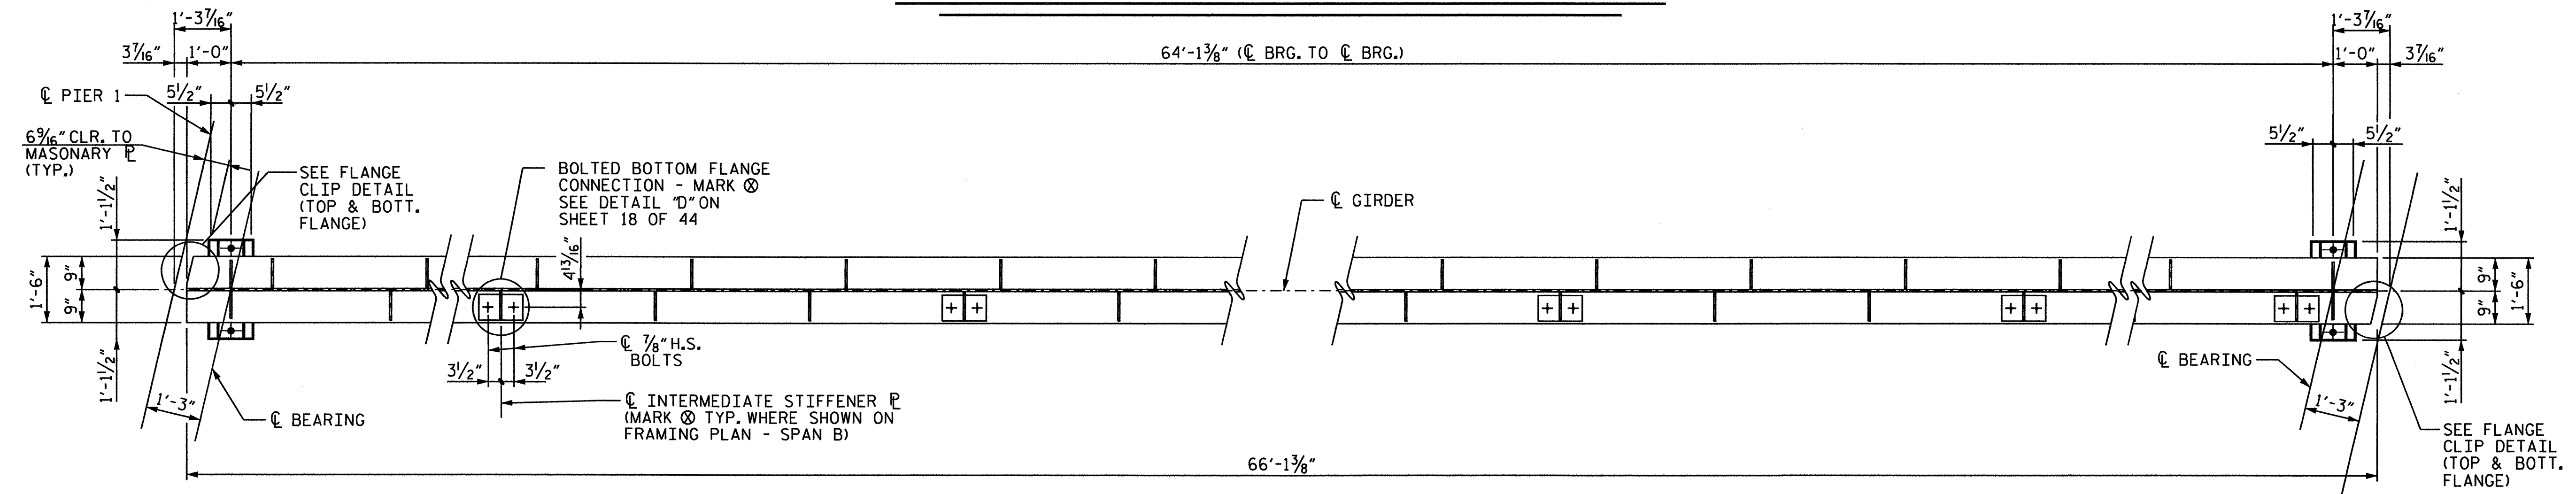 1'-3 7/16"
3 7/16"
1'-0"
64'-1 3/8" (℄ BRG. TO ℄ BRG.)
1'-3 7/16"
1'-0"
3 7/16"
℄ PIER 1
5 1/2"
5 1/2"
6 9/16" CLR. TO
MASONARY ℙL
(TYP.)
1'-1 1/2"
SEE FLANGE
CLIP DETAIL
(TOP & BOTT.
FLANGE)
BOLTED BOTTOM FLANGE
CONNECTION - MARK ⓧ
SEE DETAIL "D" ON
SHEET 18 OF 44
4 13/16"
℄ GIRDER
5 1/2"
5 1/2"
1'-1 1/2"
1'-6"
9"
9"
9"
9"
1'-6"
1'-1 1/2"
1'-3"
℄ BEARING
3 1/2"
3 1/2"
℄ 7/8" H.S.
BOLTS
℄ INTERMEDIATE STIFFENER ℙL
(MARK ⓧ TYP. WHERE SHOWN ON
FRAMING PLAN - SPAN B)
℄ BEARING
1'-3"
1'-1 1/2"
SEE FLANGE
CLIP DETAIL
(TOP & BOTT.
FLANGE)
66'-1 3/8"